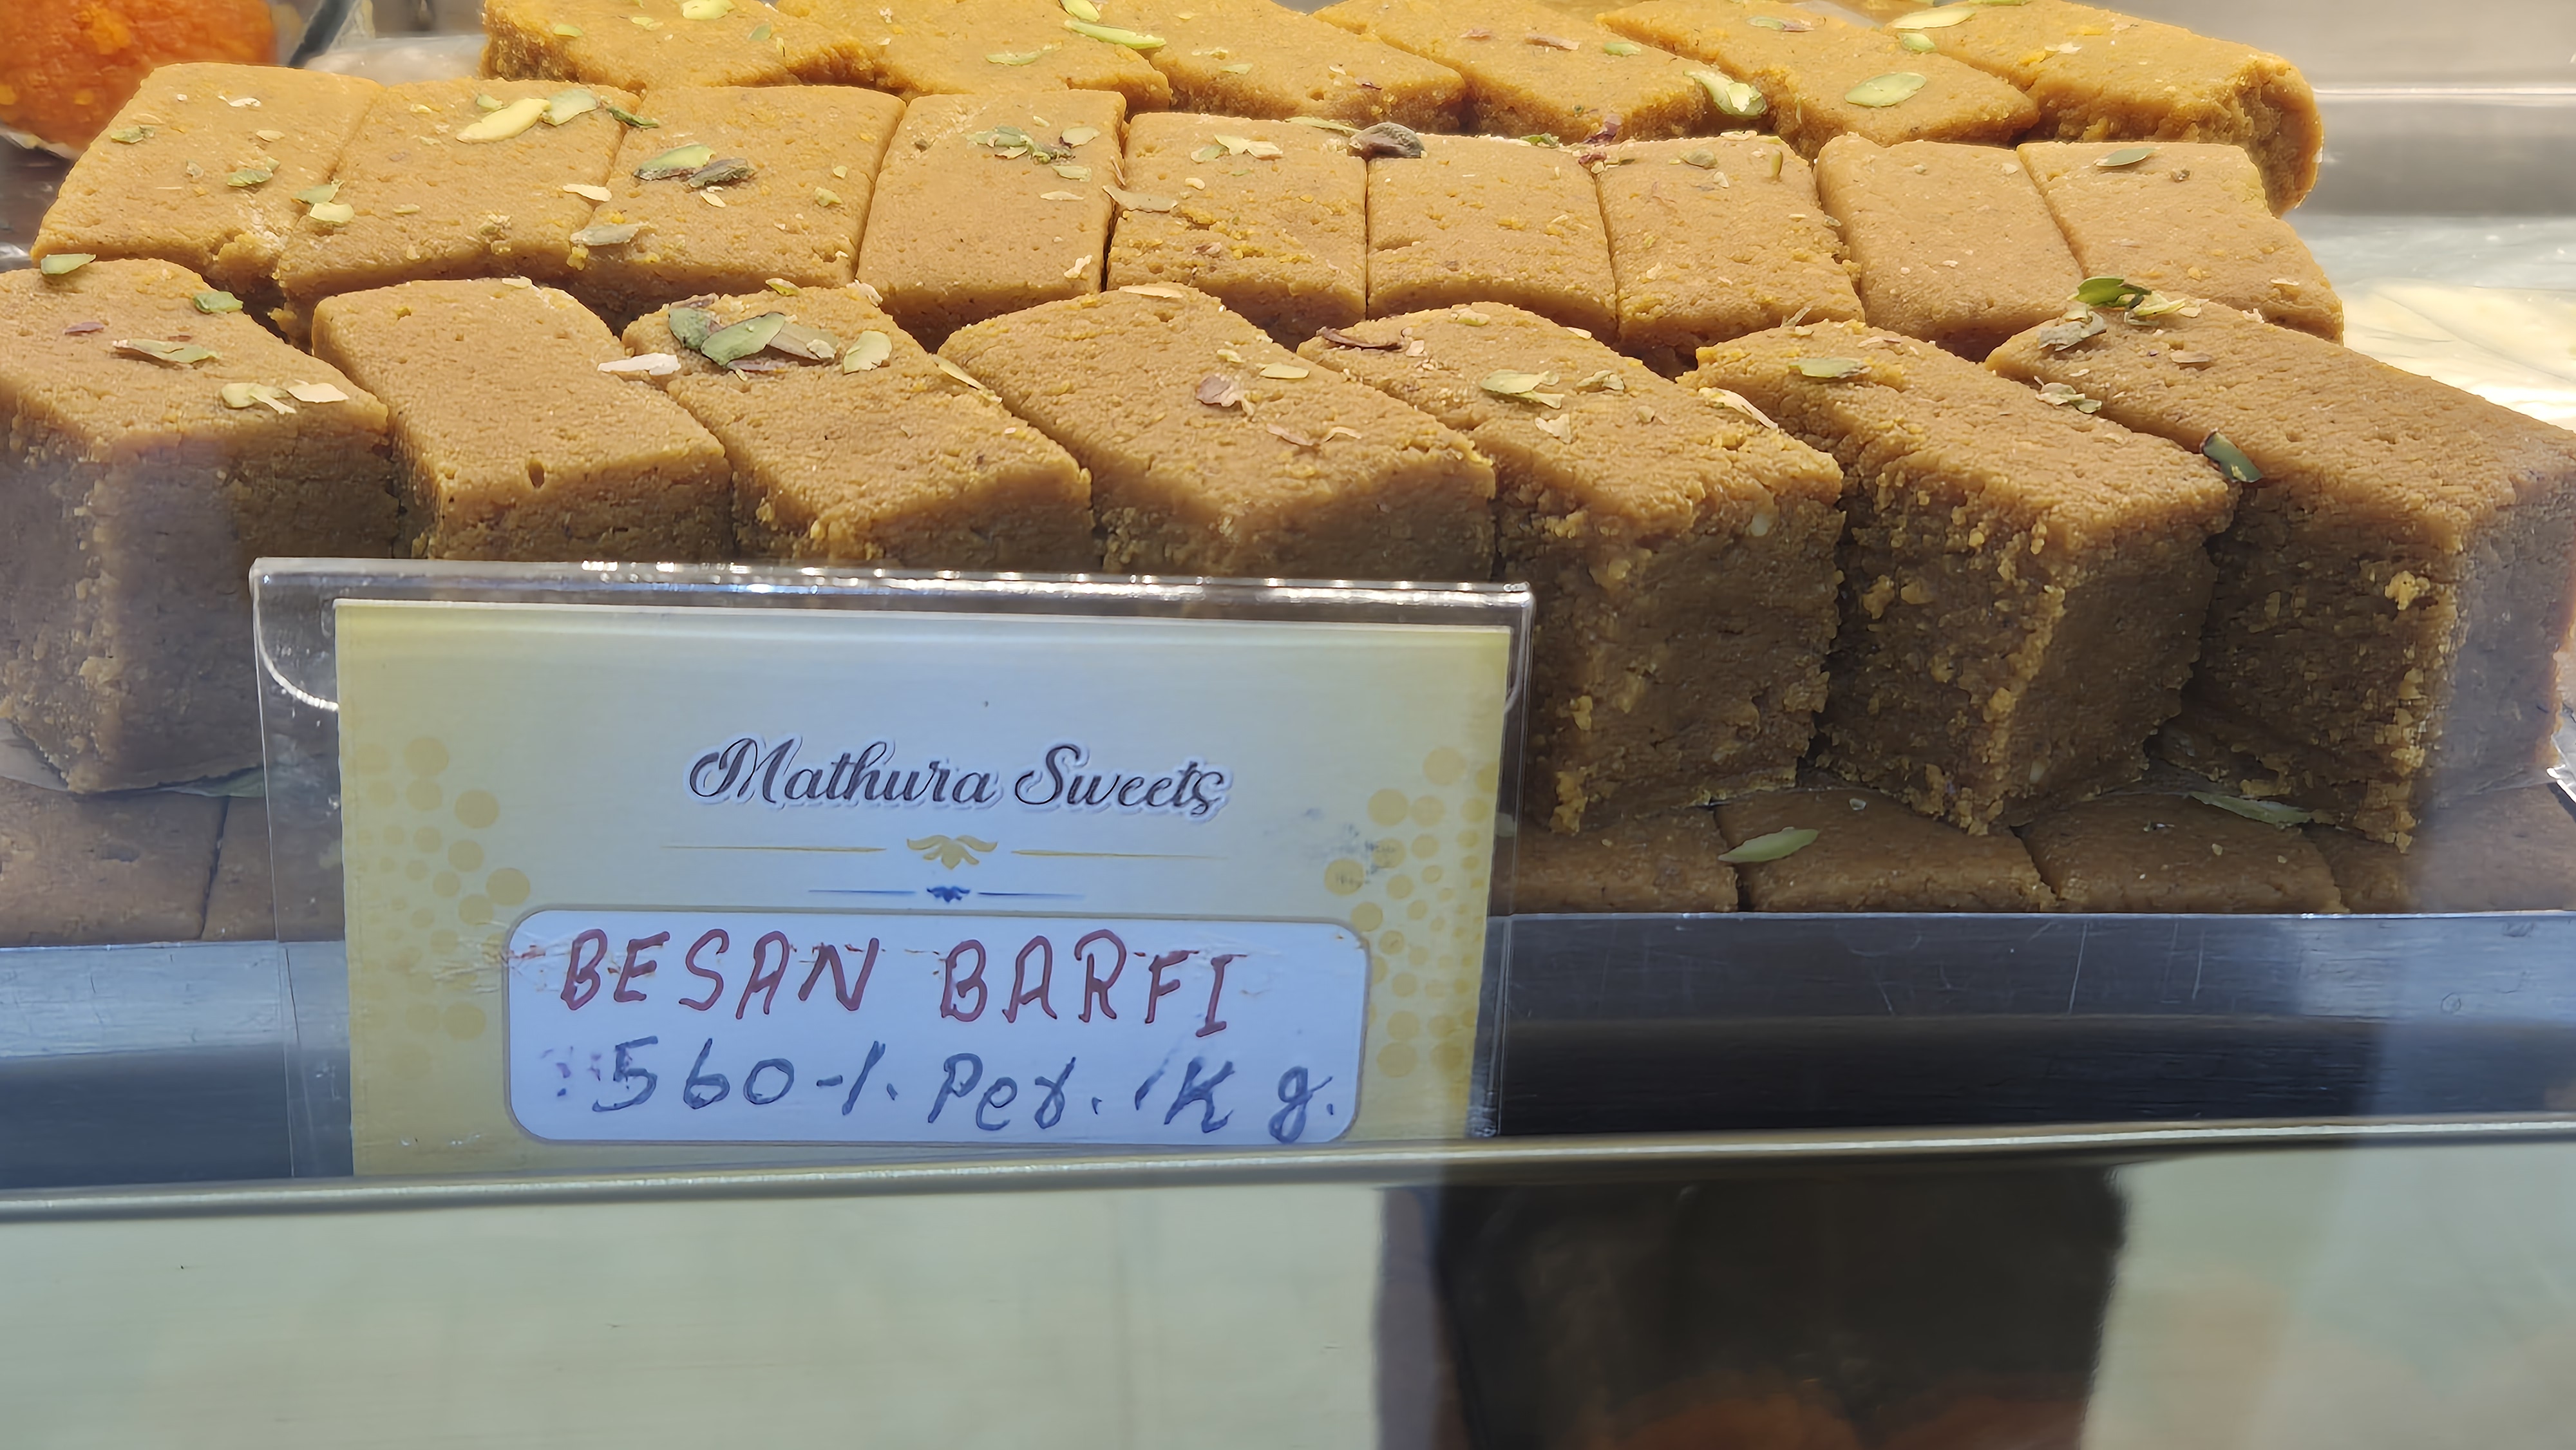 Mathura Sweets
BESAN BARFI
560-/. Per. Kg.